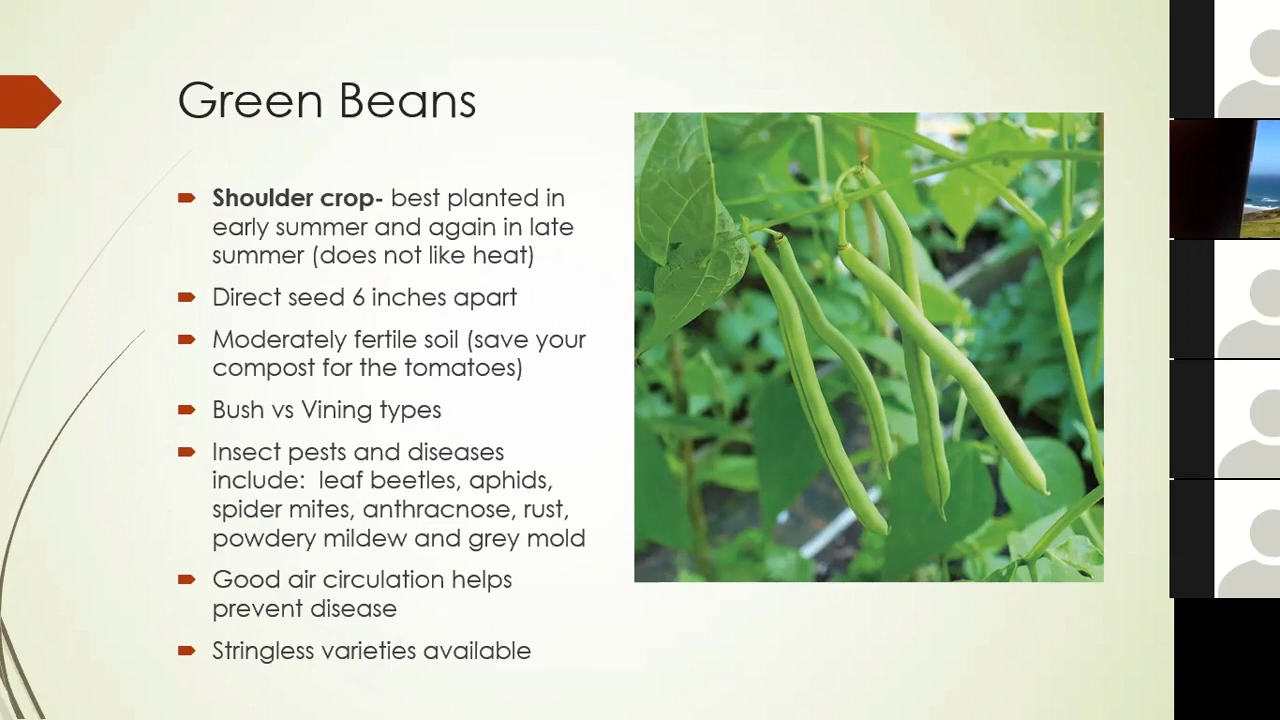 Green Beans
Shoulder crop- best planted in
early summer and again in late
summer (does not like heat)
Direct seed 6 inches apart
Moderately fertile soil (save your
compost for the tomatoes)
Bush vs Vining types
Insect pests and diseases
include:  leaf beetles, aphids,
spider mites, anthracnose, rust,
powdery mildew and grey mold
Good air circulation helps
prevent disease
Stringless varieties available